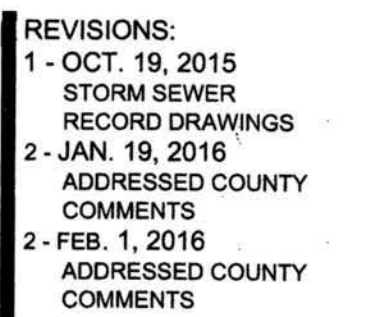 REVISIONS:
1 - OCT. 19, 2015
STORM SEWER
RECORD DRAWINGS
2 - JAN. 19, 2016
ADDRESSED COUNTY
COMMENTS
2 - FEB. 1, 2016
ADDRESSED COUNTY
COMMENTS